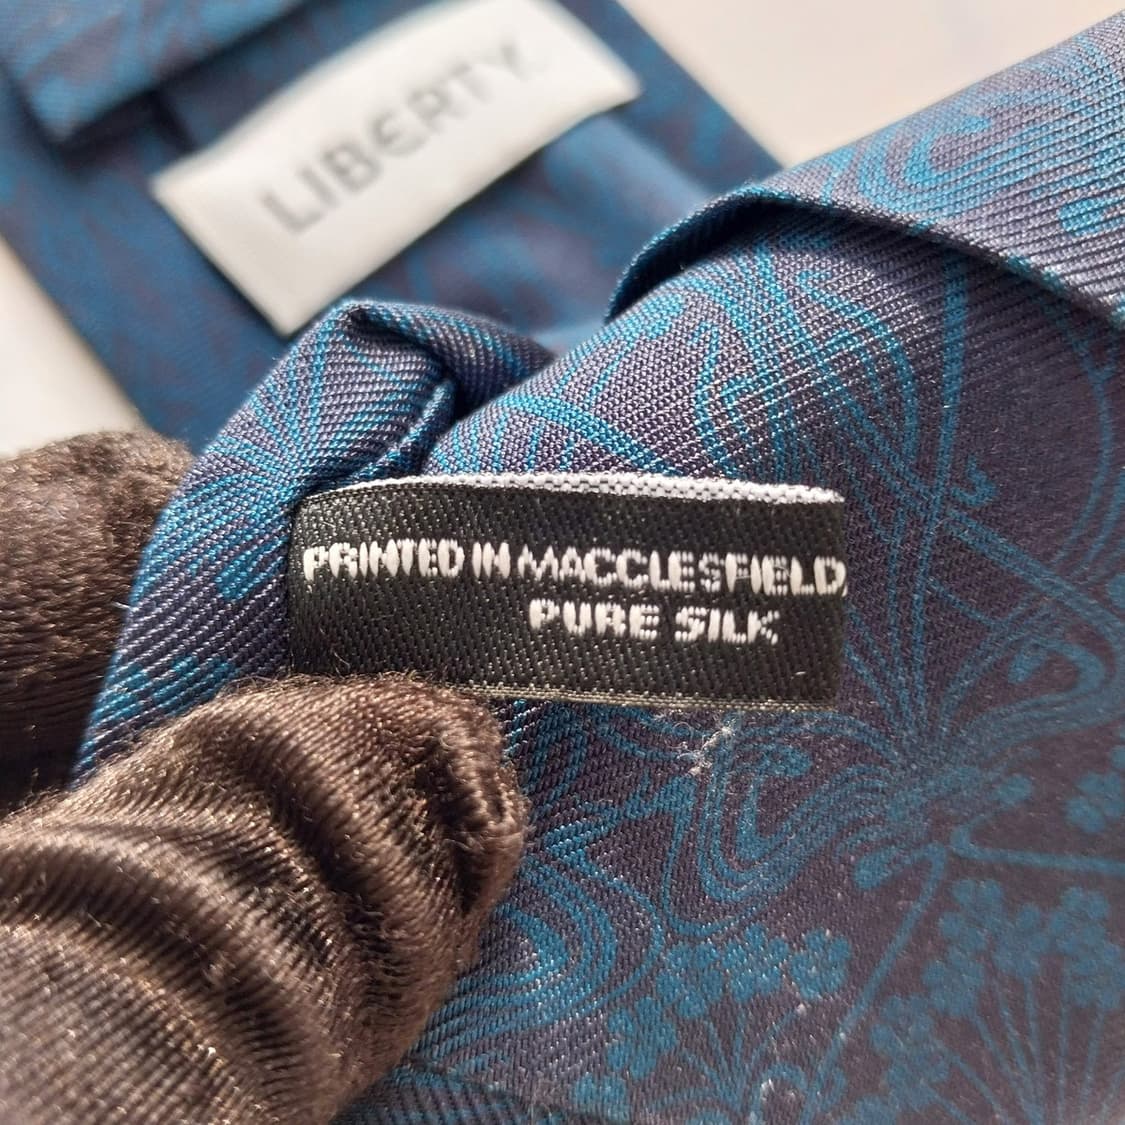 LIBERTY.
PRINTED IN MACCLESFIELD,
PURE SILK